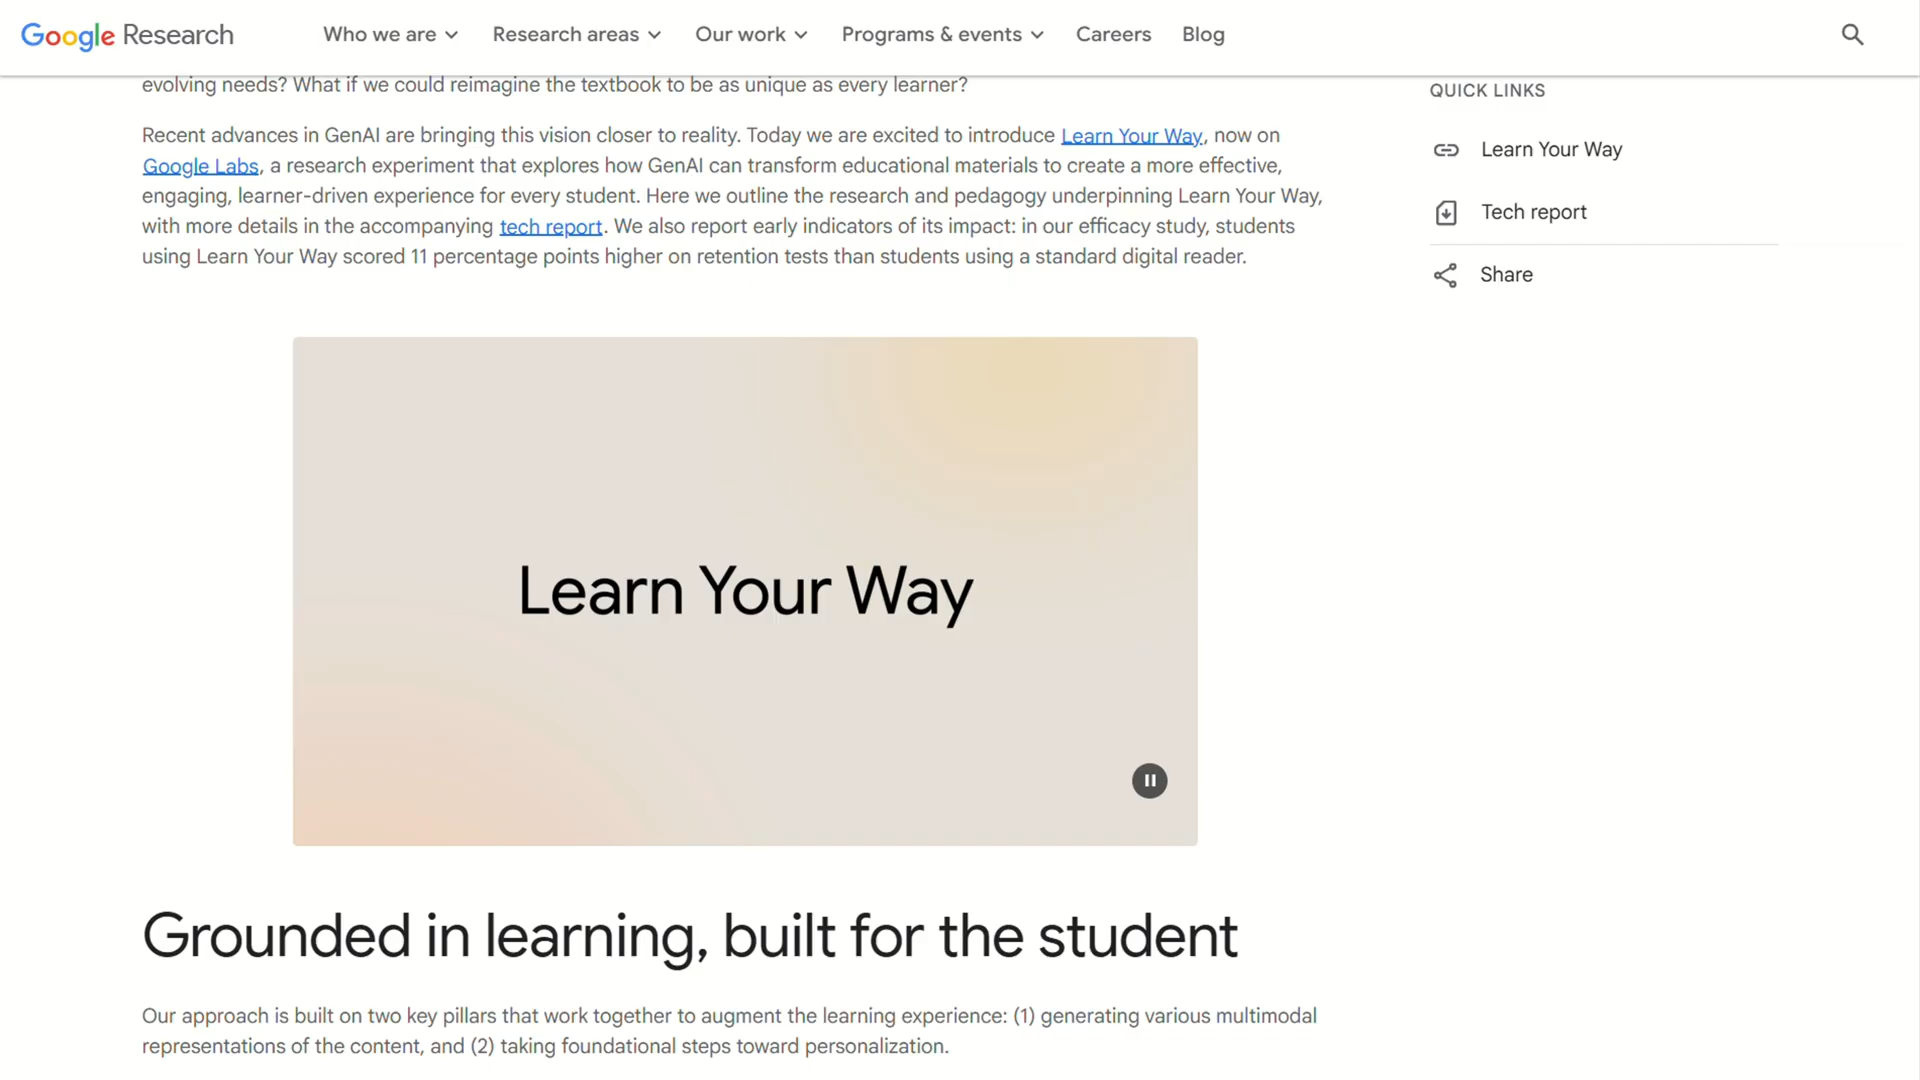 Google Research
Who we are
Research areas
Our work
Programs & events
Careers
Blog
evolving needs? What if we could reimagine the textbook to be as unique as every learner?
Recent advances in GenAI are bringing this vision closer to reality. Today we are excited to introduce Learn Your Way, now on
Google Labs, a research experiment that explores how GenAI can transform educational materials to create a more effective,
engaging, learner-driven experience for every student. Here we outline the research and pedagogy underpinning Learn Your Way,
with more details in the accompanying tech report. We also report early indicators of its impact: in our efficacy study, students
using Learn Your Way scored 11 percentage points higher on retention tests than students using a standard digital reader.
QUICK LINKS
Learn Your Way
Tech report
Share
Learn Your Way
Grounded in learning, built for the student
Our approach is built on two key pillars that work together to augment the learning experience: (1) generating various multimodal
representations of the content, and (2) taking foundational steps toward personalization.